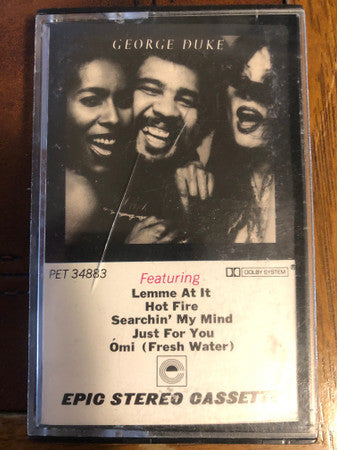 GEORGE DUKE
PET 34883
Featuring
DOLBY SYSTEM
Lemme At It
Hot Fire
Searchin' My Mind
Just For You
Ómi (Fresh Water)
EPIC STEREO CASSETTE